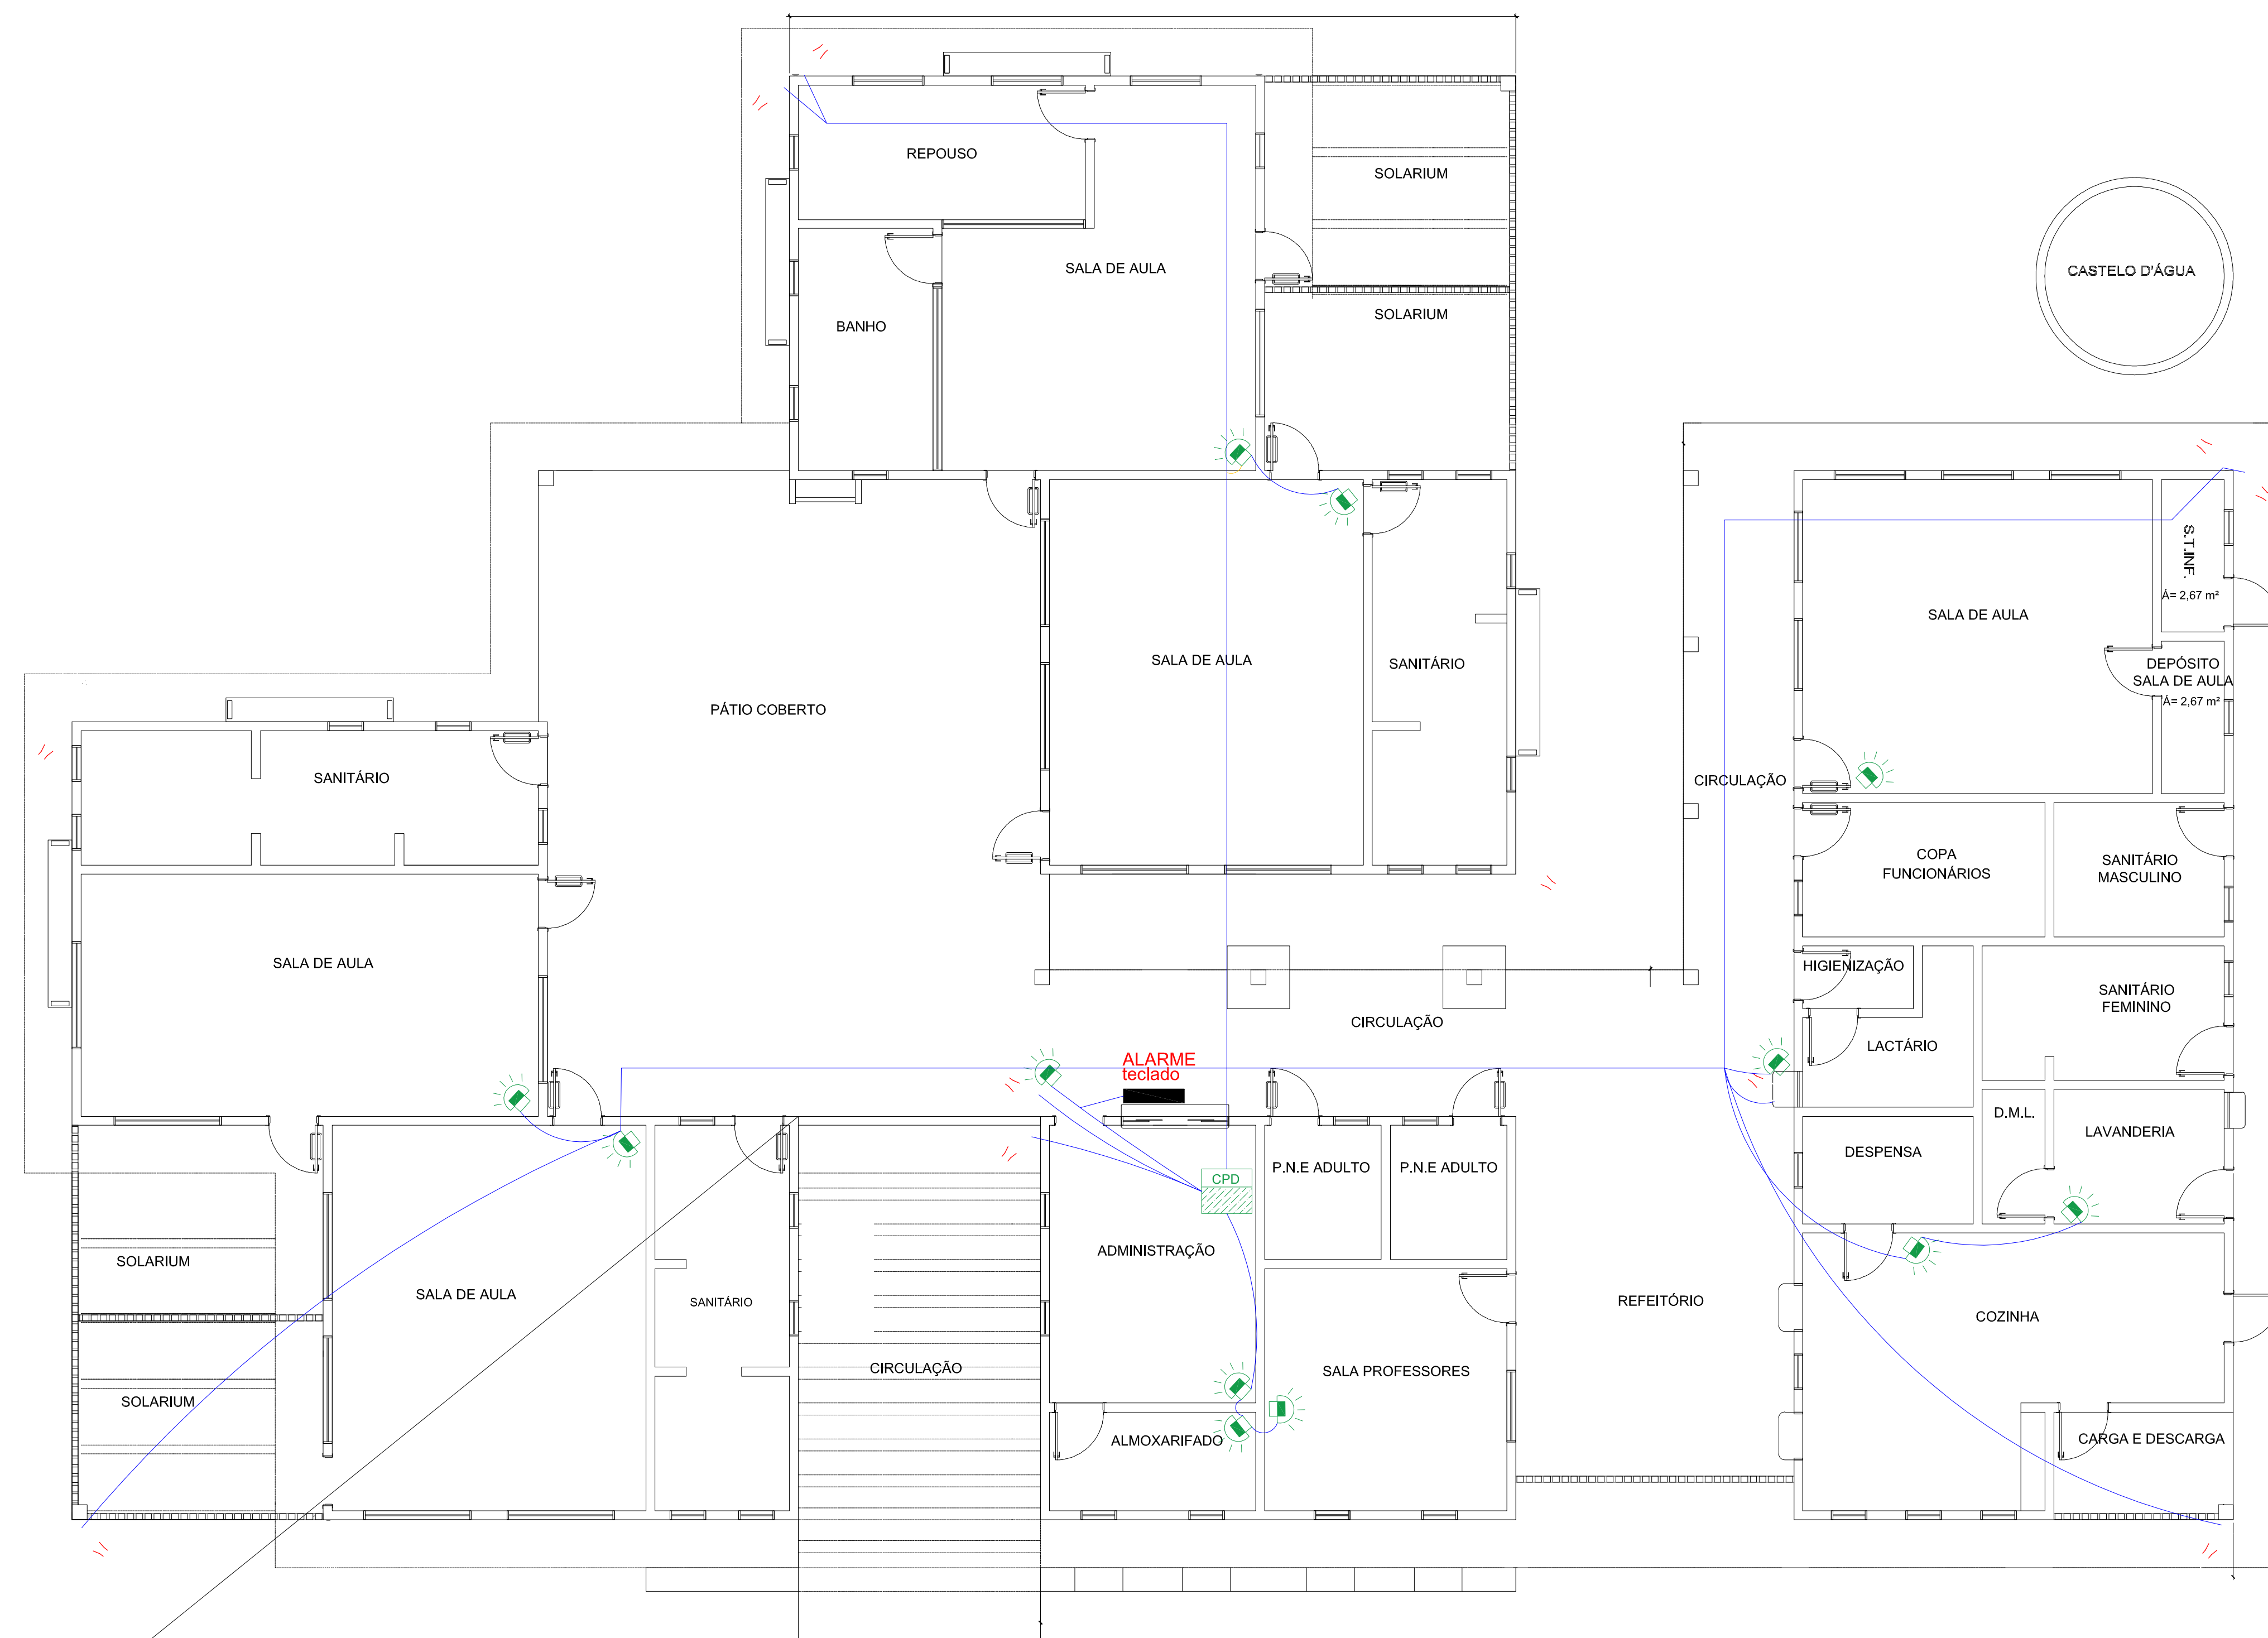 REPOUSO
SOLARIUM
SALA DE AULA
CASTELO D'ÁGUA
BANHO
SOLARIUM
S.T.INF.
Á= 2,67 m²
SALA DE AULA
SALA DE AULA
SANITÁRIO
DEPÓSITO
SALA DE AULA
Á= 2,67 m²
PÁTIO COBERTO
SANITÁRIO
CIRCULAÇÃO
COPA
FUNCIONÁRIOS
SANITÁRIO
MASCULINO
SALA DE AULA
HIGIENIZAÇÃO
SANITÁRIO
FEMININO
CIRCULAÇÃO
LACTÁRIO
ALARME
teclado
D.M.L.
LAVANDERIA
DESPENSA
P.N.E ADULTO
P.N.E ADULTO
CPD
ADMINISTRAÇÃO
SOLARIUM
SALA DE AULA
SANITÁRIO
REFEITÓRIO
COZINHA
CIRCULAÇÃO
SALA PROFESSORES
SOLARIUM
ALMOXARIFADO
CARGA E DESCARGA